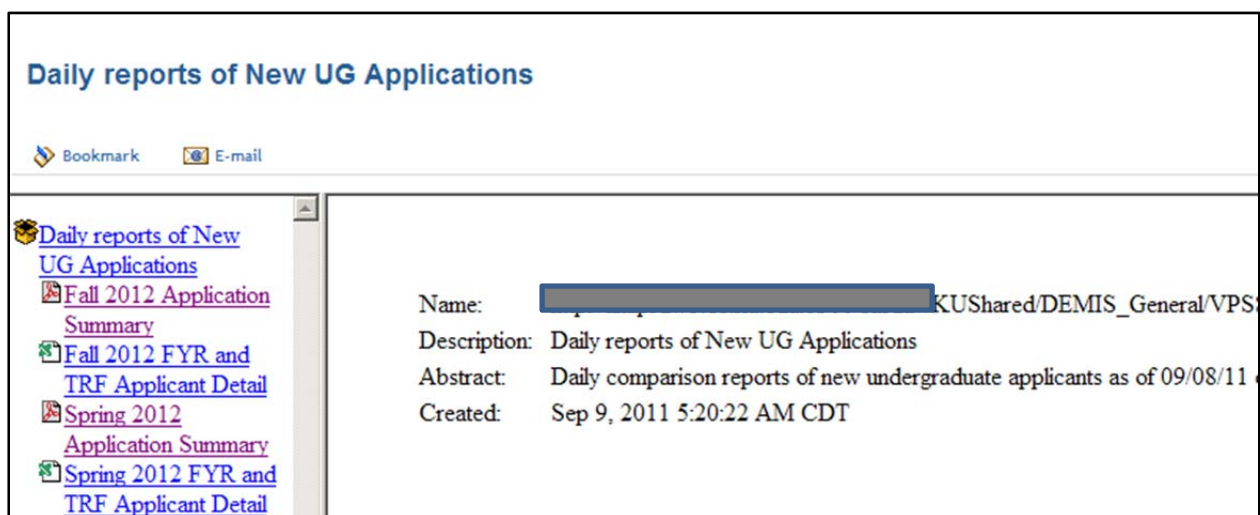 Daily reports of New UG Applications
Bookmark E-mail
Daily reports of New
UG Applications
Fall 2012 Application
Summary
Fall 2012 FYR and
TRF Applicant Detail
Spring 2012
Application Summary
Spring 2012 FYR and
TRF Applicant Detail
Name: KUShared/DEMIS_General/VPSS
Description: Daily reports of New UG Applications
Abstract: Daily comparison reports of new undergraduate applicants as of 09/08/11
Created: Sep 9, 2011 5:20:22 AM CDT